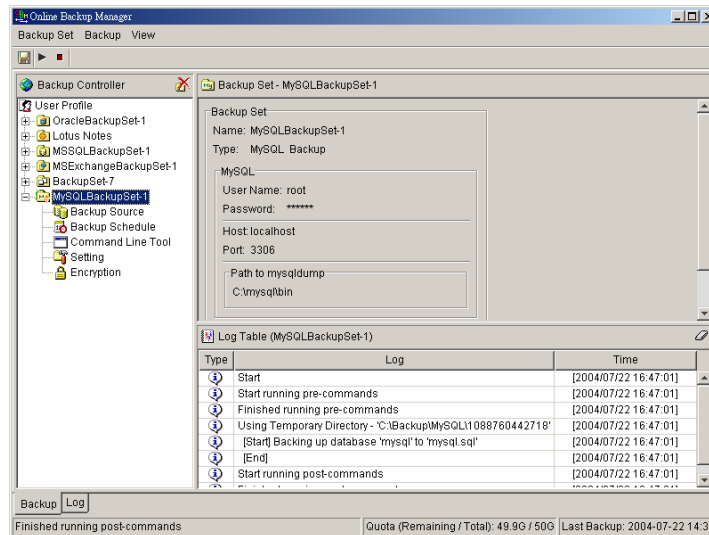 Online Backup Manager
Backup Set Backup View
Backup Controller
User Profile
OracleBackupSet-1
Lotus Notes
MSSQLBackupSet-1
MSExchangeBackupSet-1
BackupSet-7
MySQLBackupSet-1
Backup Source
Backup Schedule
Command Line Tool
Setting
Encryption
Backup Set - MySQLBackupSet-1
Backup Set
Name: MySQLBackupSet-1
Type: MySQL Backup
MySQL
User Name: root
Password: ******
Host: localhost
Port: 3306
Path to mysqldump
C:\mysql\bin
Log Table (MySQLBackupSet-1)
Type Log Time
Start [2004/07/22 16:47:01]
Start running pre-commands [2004/07/22 16:47:01]
Finished running pre-commands [2004/07/22 16:47:01]
Using Temporary Directory - 'C:\Backup\MySQL\1088760442718' [2004/07/22 16:47:01]
[Start] Backing up database 'mysql' to 'mysql.sql' [2004/07/22 16:47:01]
[End] [2004/07/22 16:47:01]
Start running post-commands [2004/07/22 16:47:01]
Backup Log
Finished running post-commands
Quota (Remaining / Total): 49.9G / 50G
Last Backup: 2004-07-22 14:3